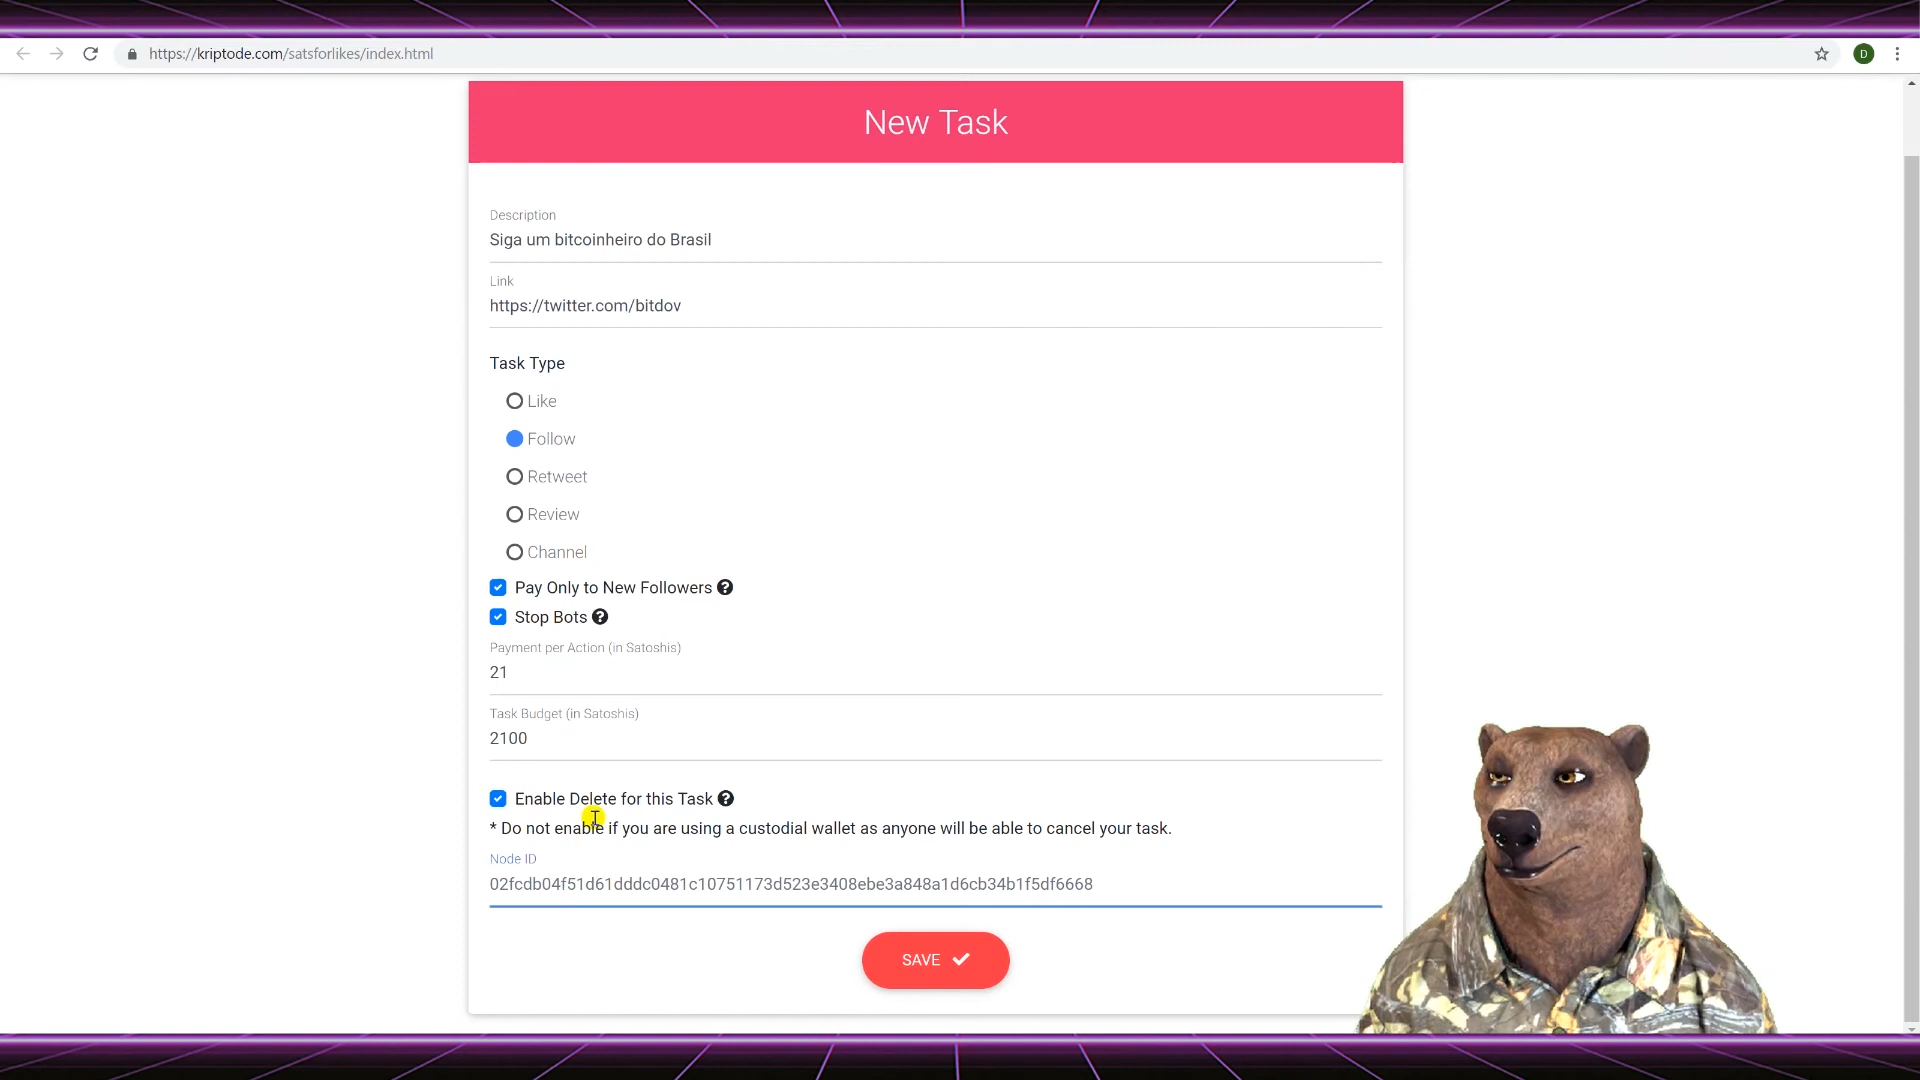 https://kriptode.com/satsforlikes/index.html
D
New Task
Description
Siga um bitcoinheiro do Brasil
Link
https://twitter.com/bitdov
Task Type
Like
Follow
Retweet
Review
Channel
Pay Only to New Followers ?
Stop Bots ?
Payment per Action (in Satoshis)
21
Task Budget (in Satoshis)
2100
Enable Delete for this Task ?
* Do not enable if you are using a custodial wallet as anyone will be able to cancel your task.
Node ID
02fcdb04f51d61dddc0481c10751173d523e3408ebe3a848a1d6cb34b1f5df6668
SAVE